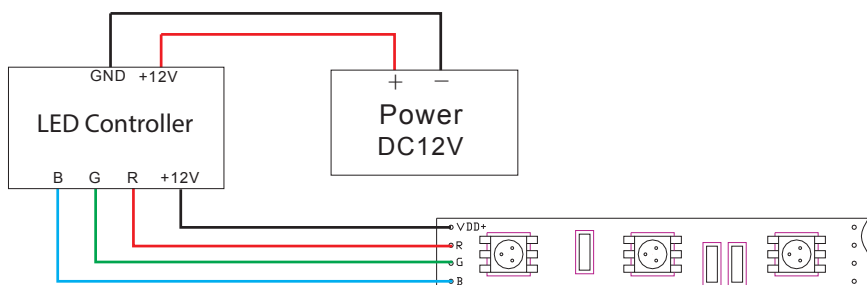 GND +12V
+ −
LED Controller
Power
DC12V
B G R +12V
VDD+
R
G
B